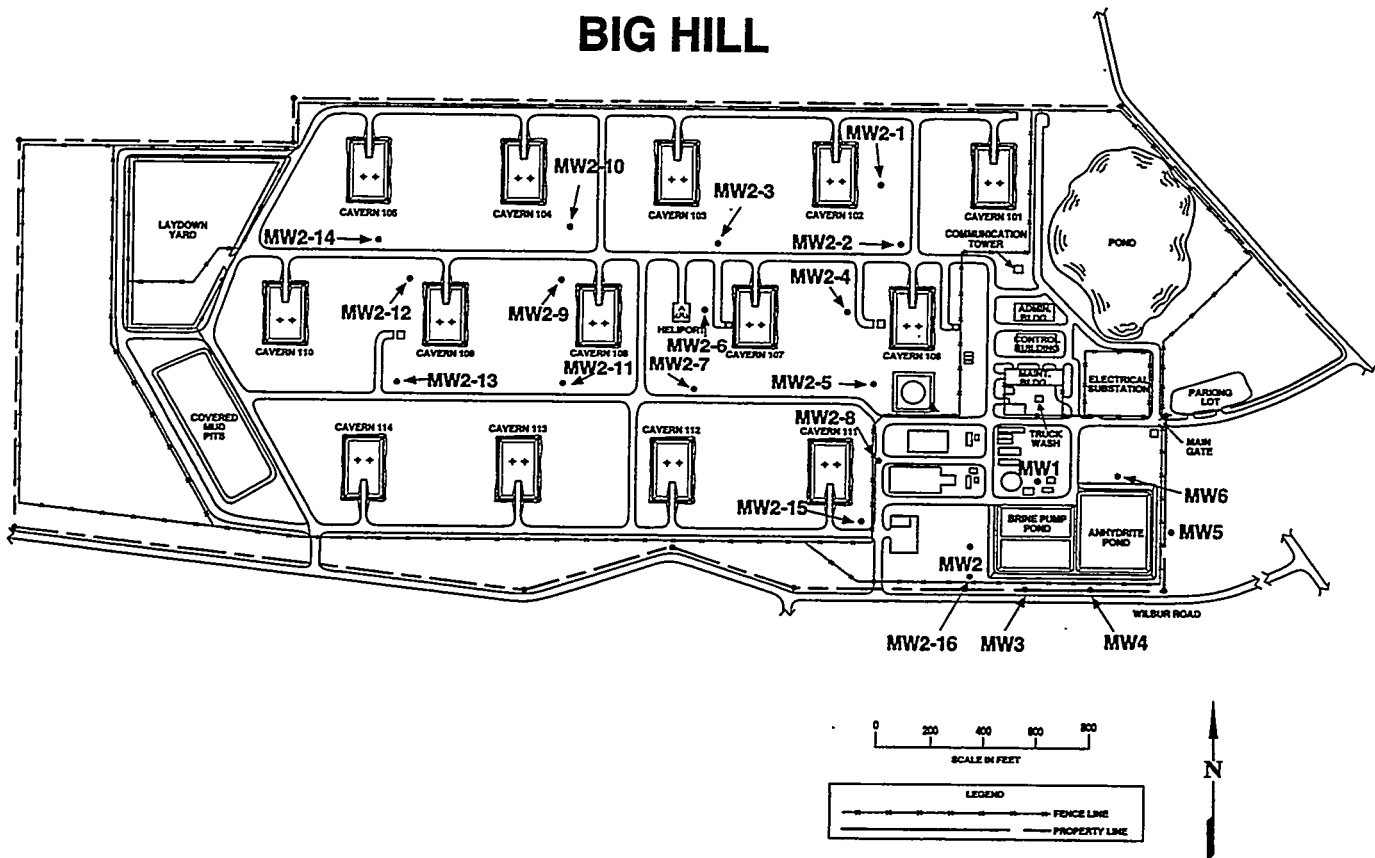 BIG HILL
MW2-1
MW2-10
MW2-3
CAVERN 105
CAVERN 104
CAVERN 103
CAVERN 102
CAVERN 101
LAYDOWN
YARD
MW2-14
MW2-2
COMMUNICATION
TOWER
POND
MW2-4
MW2-12
MW2-9
HELIPORT
ADMIN.
BLDG.
CONTROL
BUILDING
CAVERN 110
CAVERN 109
CAVERN 108
MW2-6
CAVERN 107
CAVERN 106
MW2-13
MW2-11
MW2-7
MW2-5
MAINT.
BLDG.
ELECTRICAL
SUBSTATION
PARKING
LOT
COVERED
MUD
PITS
MW2-8
CAVERN 114
CAVERN 113
CAVERN 112
CAVERN 111
TRUCK
WASH
MAIN
GATE
MW1
MW6
MW2-15
BRINE PUMP
POND
ANHYDRITE
POND
MW5
MW2
WILBUR ROAD
MW2-16
MW3
MW4
0
200
400
600
800
SCALE IN FEET
N
LEGEND
FENCE LINE
PROPERTY LINE